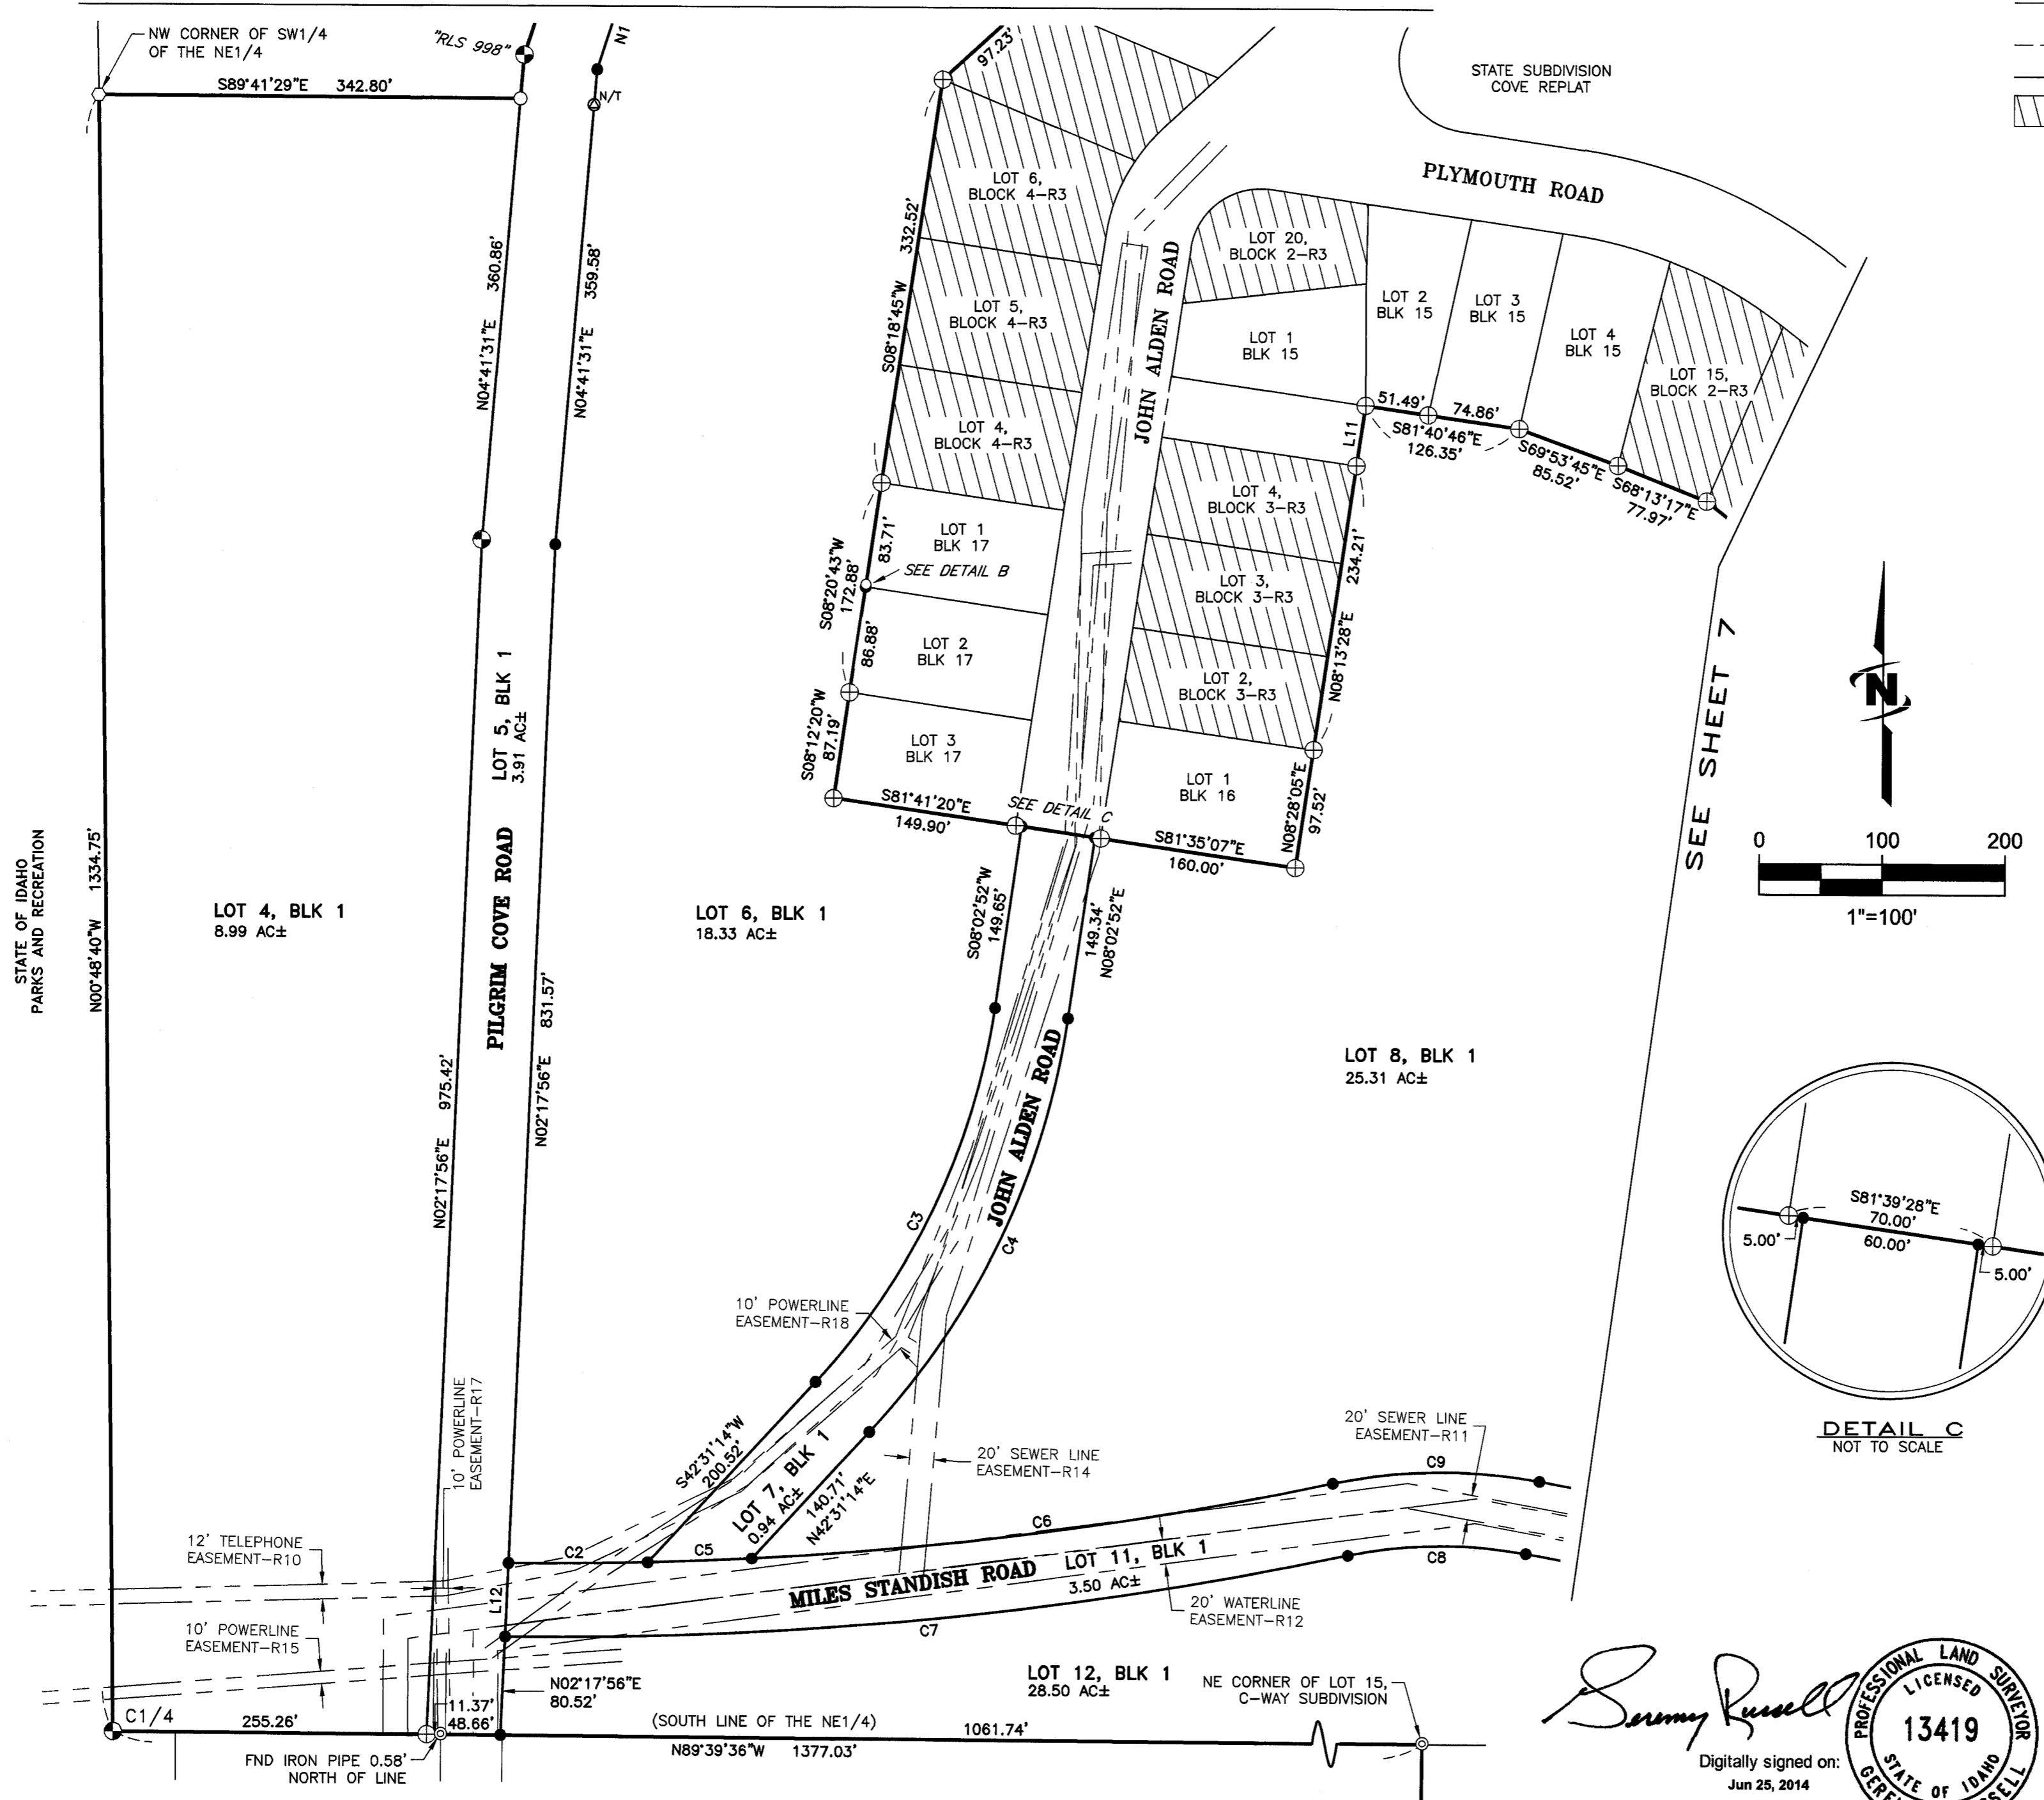 NW CORNER OF SW1/4
OF THE NE1/4
"RLS 998"
N1
S89°41'29"E 342.80'
N/T
97.23'
STATE SUBDIVISION
COVE REPLAT
PLYMOUTH ROAD
LOT 6,
BLOCK 4-R3
332.52'
S08°18'45"W
LOT 5,
BLOCK 4-R3
LOT 4,
BLOCK 4-R3
JOHN ALDEN ROAD
LOT 20,
BLOCK 2-R3
LOT 1
BLK 15
LOT 2
BLK 15
LOT 3
BLK 15
LOT 4
BLK 15
LOT 15,
BLOCK 2-R3
51.49'
74.86'
S81°40'46"E
126.35'
S69°53'45"E
85.52'
S68°13'17"E
77.97'
L11
360.86'
N04°41'31"E
359.58'
N04°41'31"E
LOT 1
BLK 17
83.71'
SEE DETAIL B
S08°20'43"W
172.88'
86.88'
LOT 2
BLK 17
S08°12'20"W
87.19'
LOT 3
BLK 17
LOT 4,
BLOCK 3-R3
LOT 3,
BLOCK 3-R3
LOT 2,
BLOCK 3-R3
234.21'
N08°13'28"E
LOT 1
BLK 16
N08°28'05"E
97.52'
S81°41'20"E
149.90'
SEE DETAIL C
S81°35'07"E
160.00'
SEE SHEET 7
N
0 100 200
1"=100'
LOT 5, BLK 1
3.91 AC±
PILGRIM COVE ROAD
STATE OF IDAHO
PARKS AND RECREATION
N00°48'40"W 1334.75'
LOT 4, BLK 1
8.99 AC±
LOT 6, BLK 1
18.33 AC±
S08°02'52"W
149.65'
149.34'
N08°02'52"E
LOT 8, BLK 1
25.31 AC±
N02°17'56"E 975.42'
N02°17'56"E 831.57'
JOHN ALDEN ROAD
C3
C4
S81°39'28"E
70.00'
60.00'
5.00'
5.00'
DETAIL C
NOT TO SCALE
10' POWERLINE
EASEMENT-R18
10' POWERLINE
EASEMENT-R17
S42°31'14"W
200.52'
LOT 7, BLK 1
0.94 AC±
140.71'
N42°31'14"E
20' SEWER LINE
EASEMENT-R14
20' SEWER LINE
EASEMENT-R11
C9
C2
C5
C6
C8
12' TELEPHONE
EASEMENT-R10
L12
MILES STANDISH ROAD
LOT 11, BLK 1
3.50 AC±
20' WATERLINE
EASEMENT-R12
C7
10' POWERLINE
EASEMENT-R15
N02°17'56"E
80.52'
LOT 12, BLK 1
28.50 AC±
NE CORNER OF LOT 15,
C-WAY SUBDIVISION
C1/4
255.26'
11.37'
48.66'
(SOUTH LINE OF THE NE1/4)
1061.74'
N89°39'36"W 1377.03'
FND IRON PIPE 0.58'
NORTH OF LINE
Jeremy Russell
Digitally signed on:
Jun 25, 2014
PROFESSIONAL LAND SURVEYOR
LICENSED
13419
STATE OF IDAHO